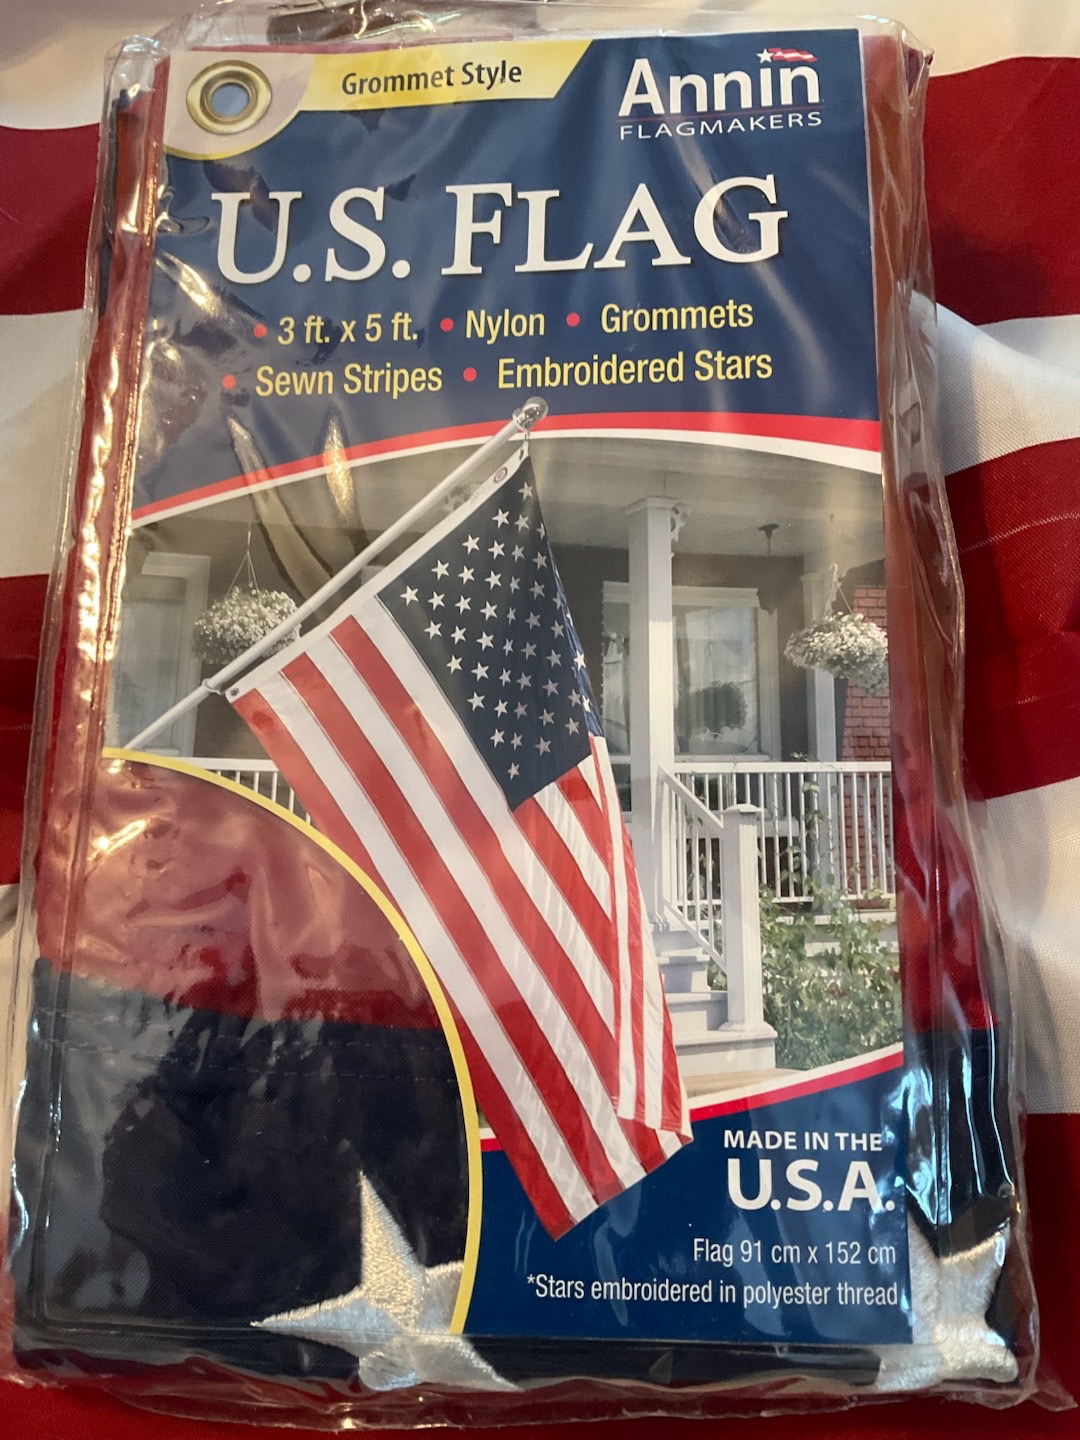 Grommet Style
Annin
FLAGMAKERS
U.S. FLAG
• 3 ft. x 5 ft. • Nylon • Grommets
• Sewn Stripes • Embroidered Stars
MADE IN THE
U.S.A.
Flag 91 cm x 152 cm
*Stars embroidered in polyester thread